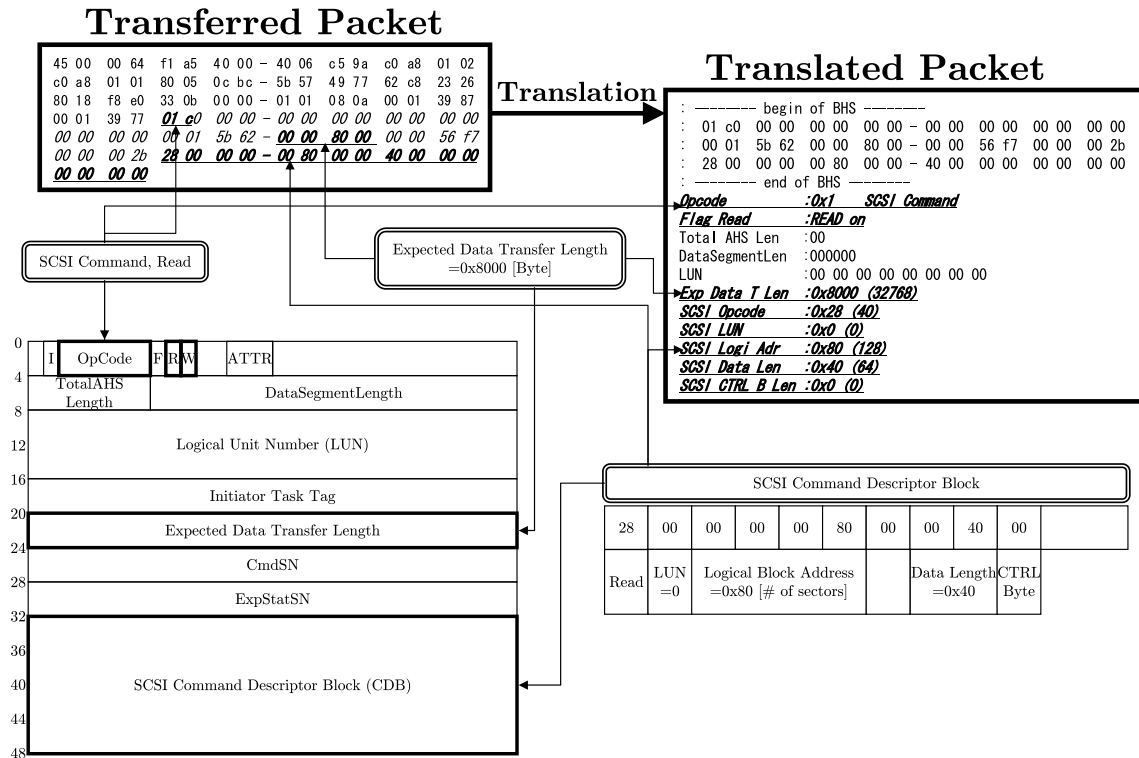 Transferred Packet
45 00 00 64 f1 a5 40 00 - 40 06 c5 9a c0 a8 01 02
c0 a8 01 01 80 05 0c bc - 5b 57 49 77 62 c8 23 26
80 18 f8 e0 33 0b 00 00 - 01 01 08 0a 00 01 39 87
00 01 39 77 01 c0 00 00 - 00 00 00 00 00 00 00 00
00 00 00 00 00 01 5b 62 - 00 00 80 00 00 00 56 f7
00 00 00 2b 28 00 00 00 - 00 80 00 00 40 00 00 00
00 00 00 00
Translation
Translated Packet
: -------- begin of BHS --------
: 01 c0 00 00 00 00 00 00 - 00 00 00 00 00 00 00 00
: 00 01 5b 62 00 00 80 00 - 00 00 56 f7 00 00 00 2b
: 28 00 00 00 00 80 00 00 - 40 00 00 00 00 00 00 00
: -------- end of BHS --------
Opcode :0x1 SCSI Command
Flag Read :READ on
Total AHS Len :00
DataSegmentLen :000000
LUN :00 00 00 00 00 00 00 00
Exp Data T Len :0x8000 (32768)
SCSI Opcode :0x28 (40)
SCSI LUN :0x0 (0)
SCSI Logi Adr :0x80 (128)
SCSI Data Len :0x40 (64)
SCSI CTRL B Len :0x0 (0)
SCSI Command, Read
Expected Data Transfer Length
=0x8000 [Byte]
0
I OpCode F R W ATTR
4
TotalAHS
Length
DataSegmentLength
8
12
Logical Unit Number (LUN)
16
Initiator Task Tag
20
Expected Data Transfer Length
24
CmdSN
28
ExpStatSN
32
36
40
SCSI Command Descriptor Block (CDB)
44
48
SCSI Command Descriptor Block
28 00 00 00 00 80 00 00 40 00
Read
LUN
=0
Logical Block Address
=0x80 [# of sectors]
Data Length
=0x40
CTRL
Byte